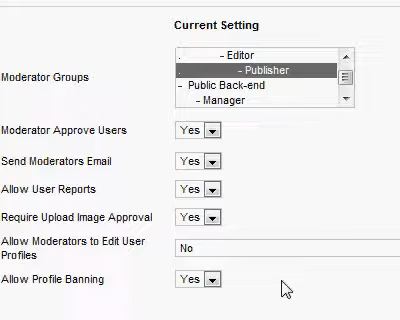 Current Setting
Moderator Groups
. - Editor
. - Publisher
- Public Back-end
- Manager
Moderator Approve Users Yes
Send Moderators Email Yes
Allow User Reports Yes
Require Upload Image Approval Yes
Allow Moderators to Edit User
Profiles
No
Allow Profile Banning Yes